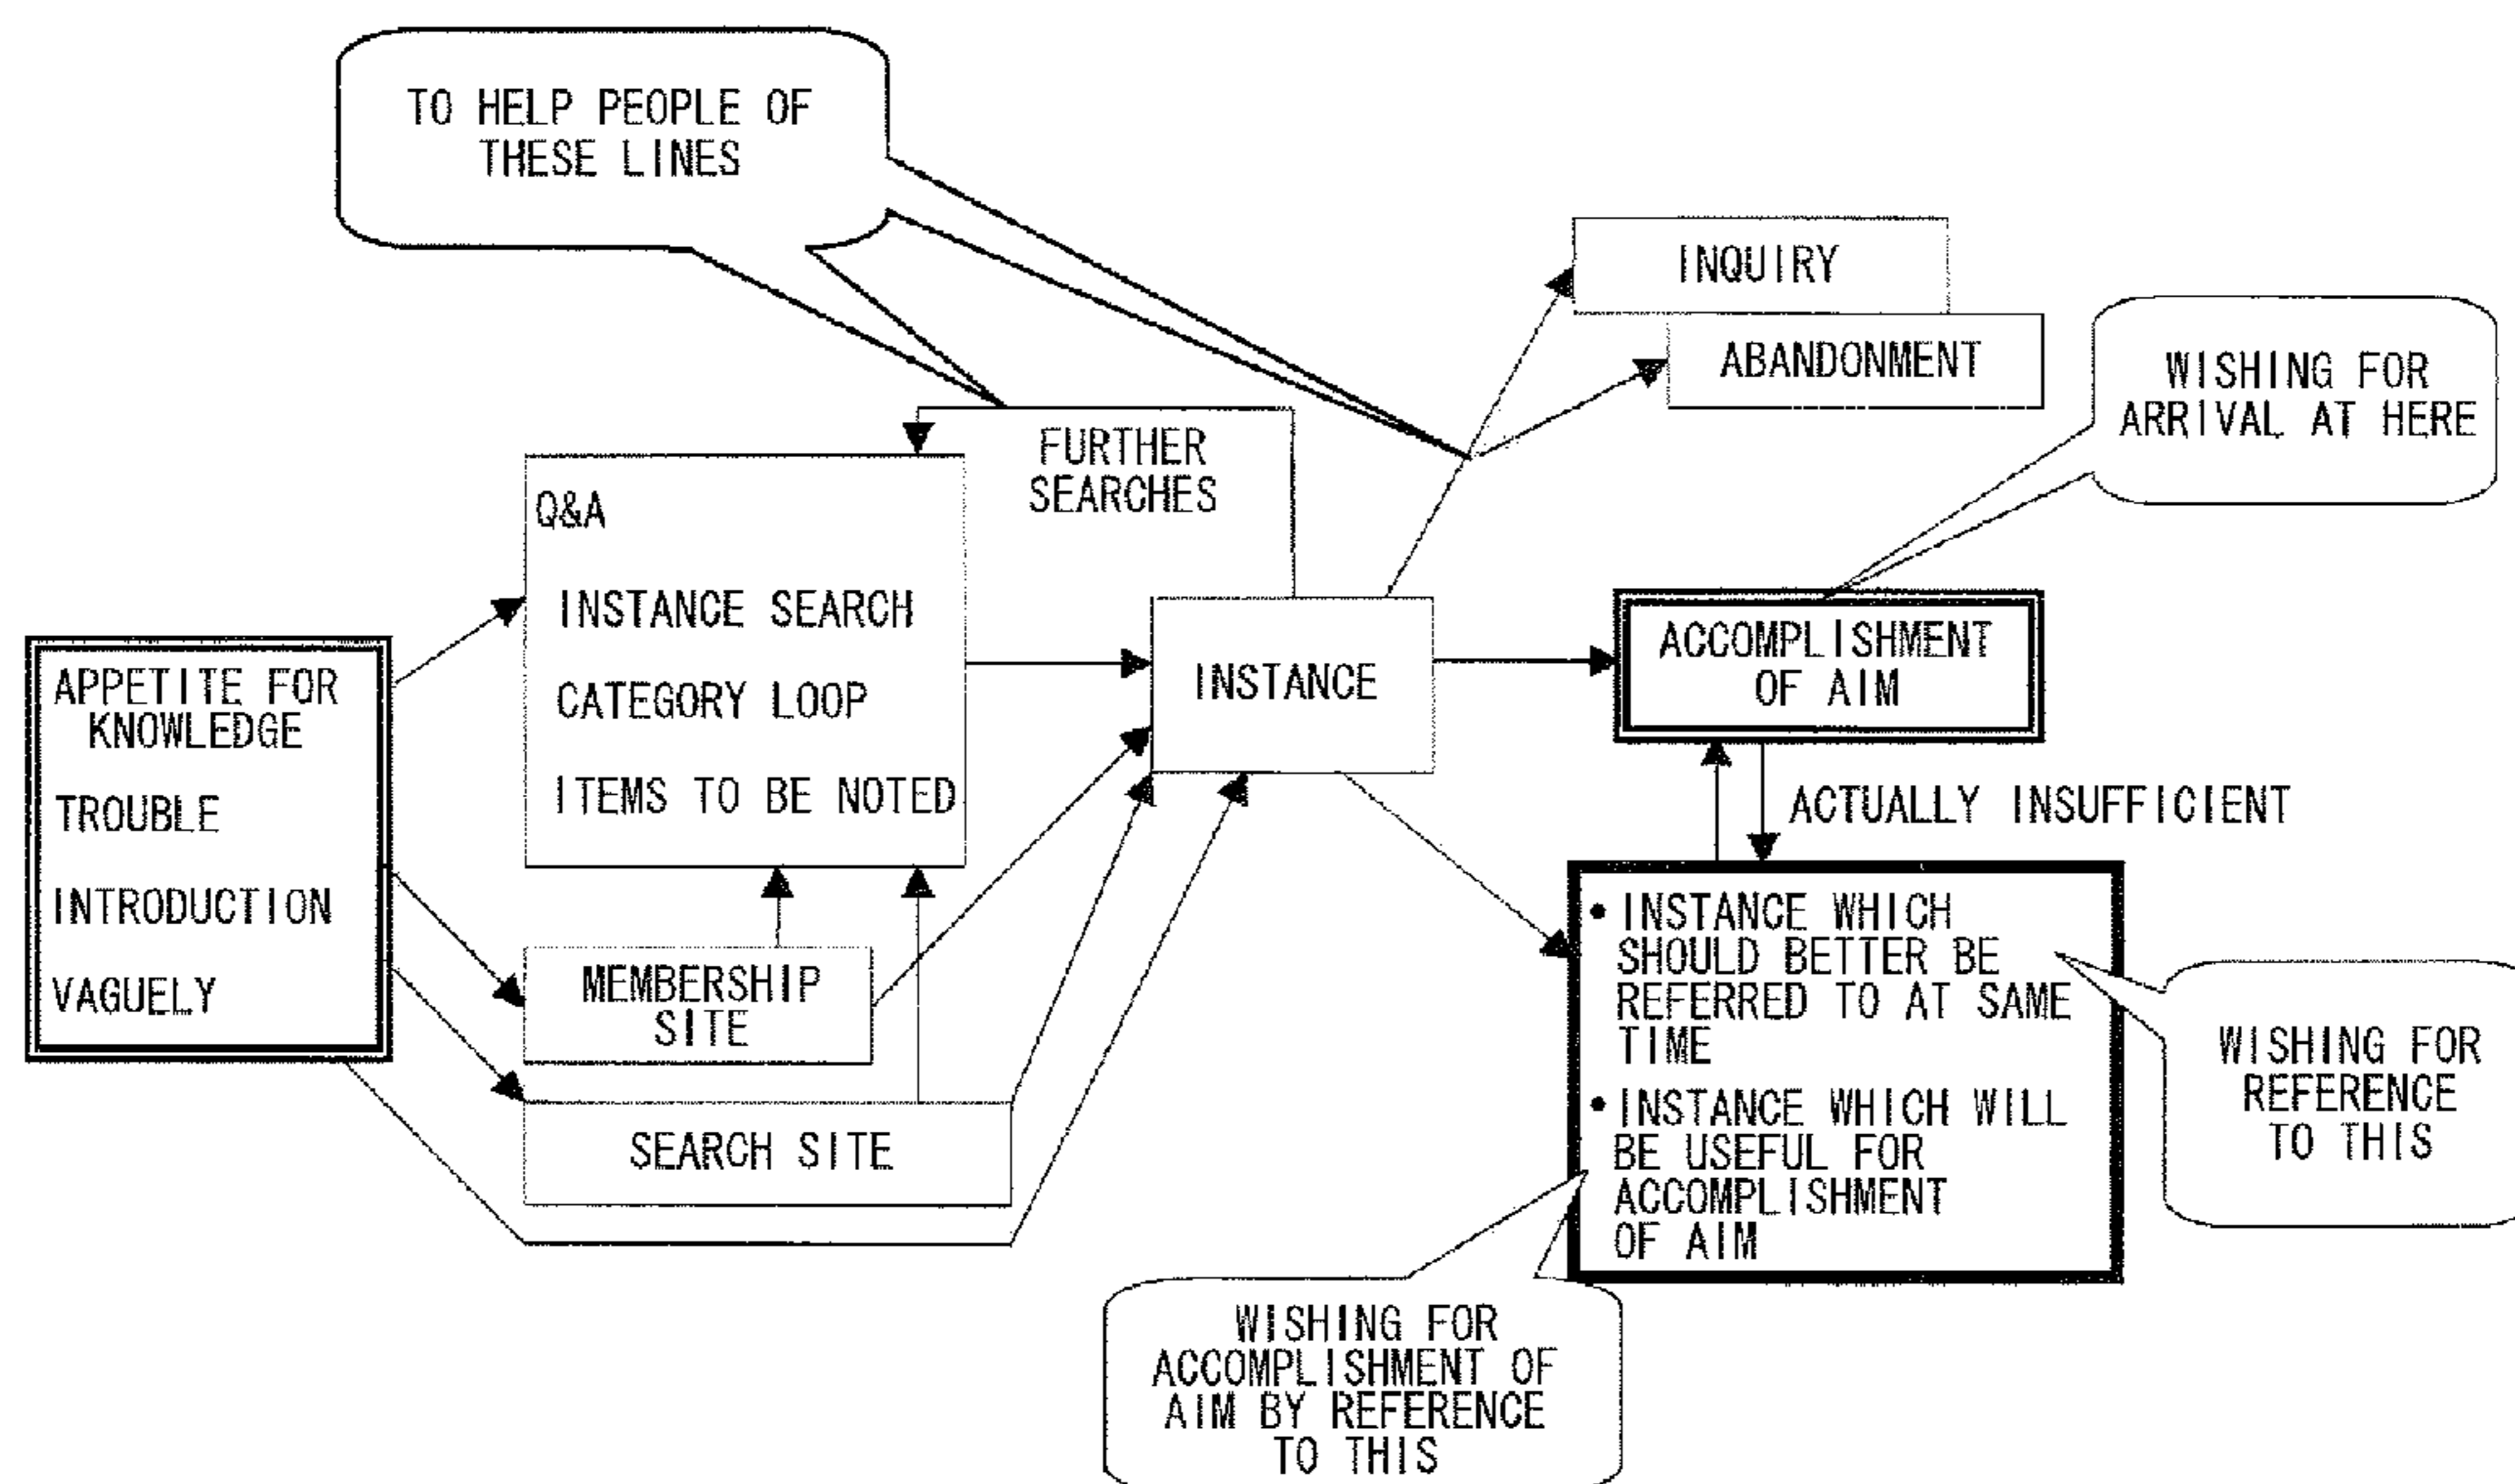 TO HELP PEOPLE OF
THESE LINES
INQUIRY
ABANDONMENT
WISHING FOR
ARRIVAL AT HERE
FURTHER
SEARCHES
Q&A
INSTANCE SEARCH
CATEGORY LOOP
ITEMS TO BE NOTED
APPETITE FOR
KNOWLEDGE
TROUBLE
INTRODUCTION
VAGUELY
INSTANCE
ACCOMPLISHMENT
OF AIM
ACTUALLY INSUFFICIENT
MEMBERSHIP
SITE
SEARCH SITE
• INSTANCE WHICH
SHOULD BETTER BE
REFERRED TO AT SAME
TIME
• INSTANCE WHICH WILL
BE USEFUL FOR
ACCOMPLISHMENT
OF AIM
WISHING FOR
REFERENCE
TO THIS
WISHING FOR
ACCOMPLISHMENT OF
AIM BY REFERENCE
TO THIS